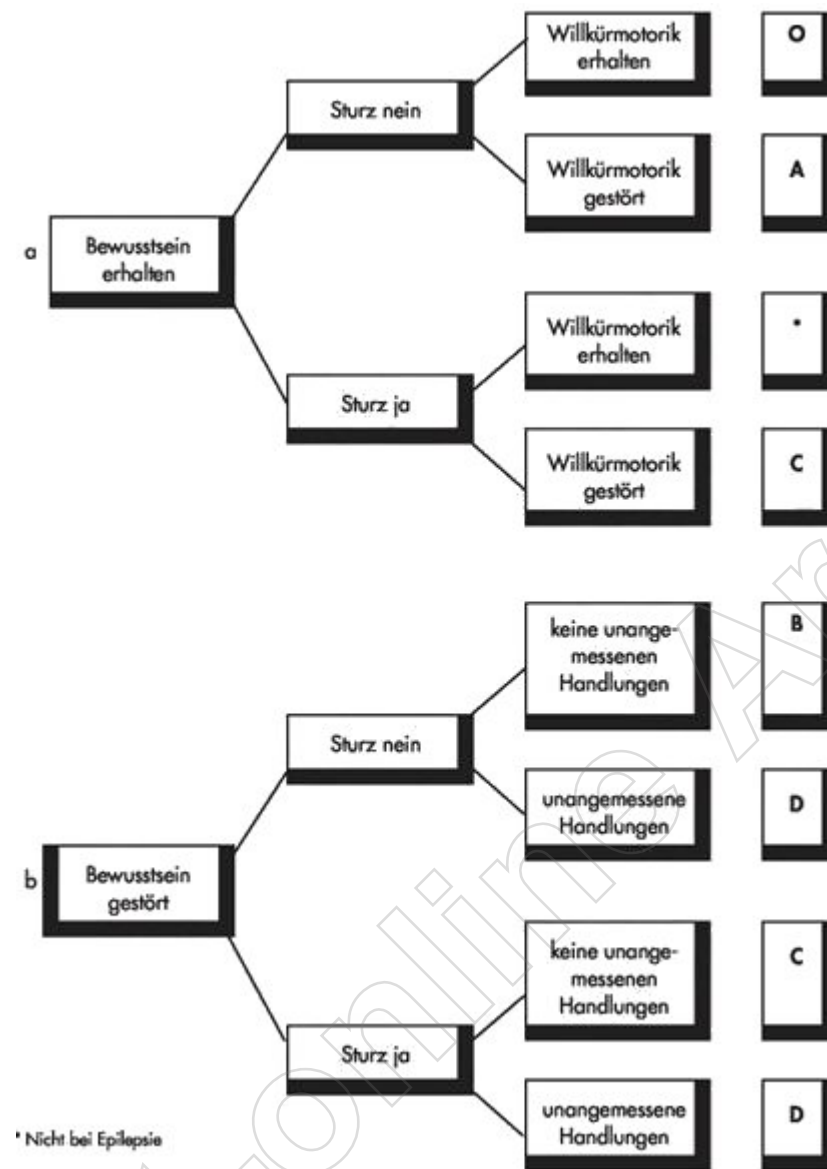 Willkürmotorik
erhalten
O
Sturz nein
Willkürmotorik
gestört
A
a
Bewusstsein
erhalten
Willkürmotorik
erhalten
*
Sturz ja
Willkürmotorik
gestört
C
keine unange-
messenen
Handlungen
B
Sturz nein
unangemessene
Handlungen
D
b
Bewusstsein
gestört
keine unange-
messenen
Handlungen
C
Sturz ja
unangemessene
Handlungen
D
* Nicht bei Epilepsie